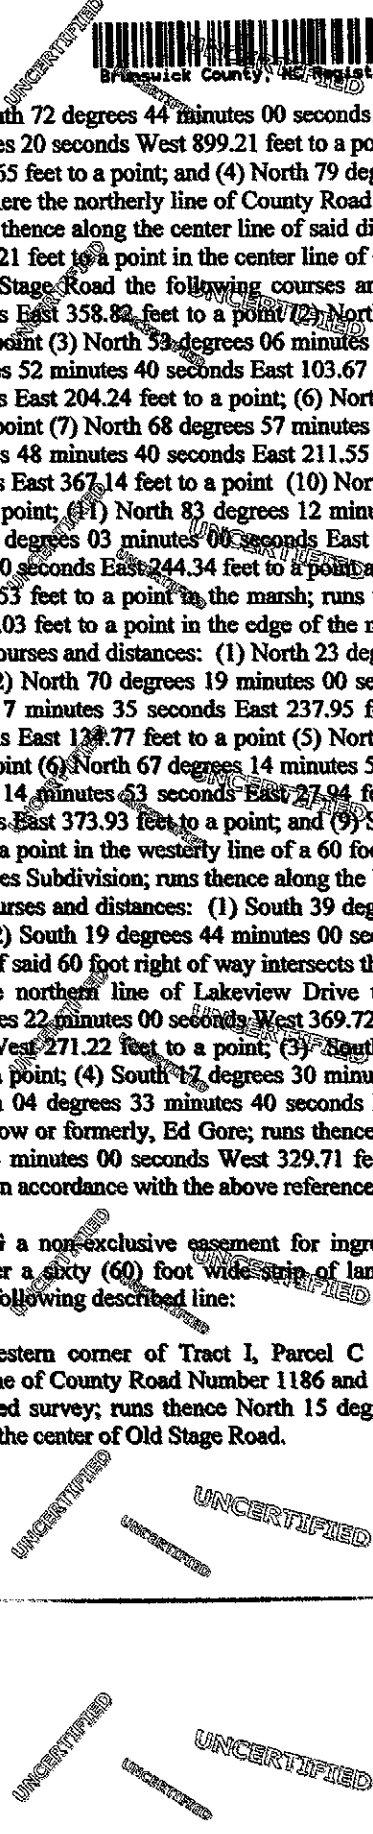 Brunswick County, NC Regist
uth 72 degrees 44 minutes 00 seconds
es 20 seconds West 899.21 feet to a po
65 feet to a point; and (4) North 79 deg
here the northerly line of County Road
thence along the center line of said di
21 feet to a point in the center line of
Stage Road the following courses an
s East 358.82 feet to a point (2) North
point (3) North 53 degrees 06 minutes
es 52 minutes 40 seconds East 103.67
s East 204.24 feet to a point; (6) Nort
point (7) North 68 degrees 57 minutes
s 48 minutes 40 seconds East 211.55
s East 367.14 feet to a point (10) Nor
point; (11) North 83 degrees 12 minu
degrees 03 minutes 00 seconds East
0 seconds East 244.34 feet to a point a
53 feet to a point in the marsh; runs
.03 feet to a point in the edge of the m
ourses and distances: (1) North 23 deg
2) North 70 degrees 19 minutes 00 se
7 minutes 35 seconds East 237.95 f
s East 134.77 feet to a point (5) North
oint (6) North 67 degrees 14 minutes 5
14 minutes 53 seconds East 27.94 fe
s East 373.93 feet to a point; and (9) S
a point in the westerly line of a 60 foo
es Subdivision; runs thence along the
urses and distances: (1) South 39 deg
2) South 19 degrees 44 minutes 00 sec
f said 60 foot right of way intersects th
e northern line of Lakeview Drive t
es 22 minutes 00 seconds West 369.72
West 271.22 feet to a point; (3) South
a point; (4) South 17 degrees 30 minu
h 04 degrees 33 minutes 40 seconds
ow or formerly, Ed Gore; runs thence
minutes 00 seconds West 329.71 fe
n accordance with the above reference
G a non-exclusive easement for ingre
er a sixty (60) foot wide strip of lan
ollowing described line:
estern corner of Tract I, Parcel C
ne of County Road Number 1186 and
ed survey; runs thence North 15 deg
the center of Old Stage Road.
UNCERTIFIED
UNCERTIFIED
UNCERTIFIED
UNCERTIFIED
UNCERTIFIED
UNCERTIFIED